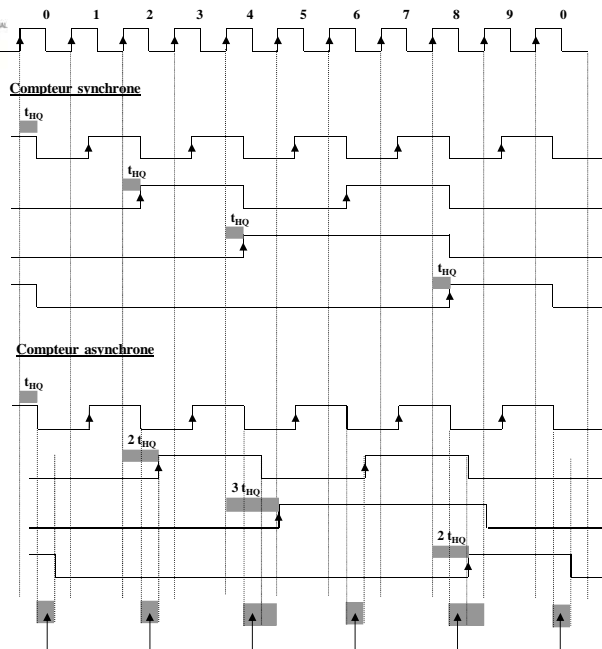 0 1 2 3 4 5 6 7 8 9 0
Compteur synchrone
tHQ
tHQ
tHQ
tHQ
Compteur asynchrone
tHQ
2 tHQ
3 tHQ
2 tHQ